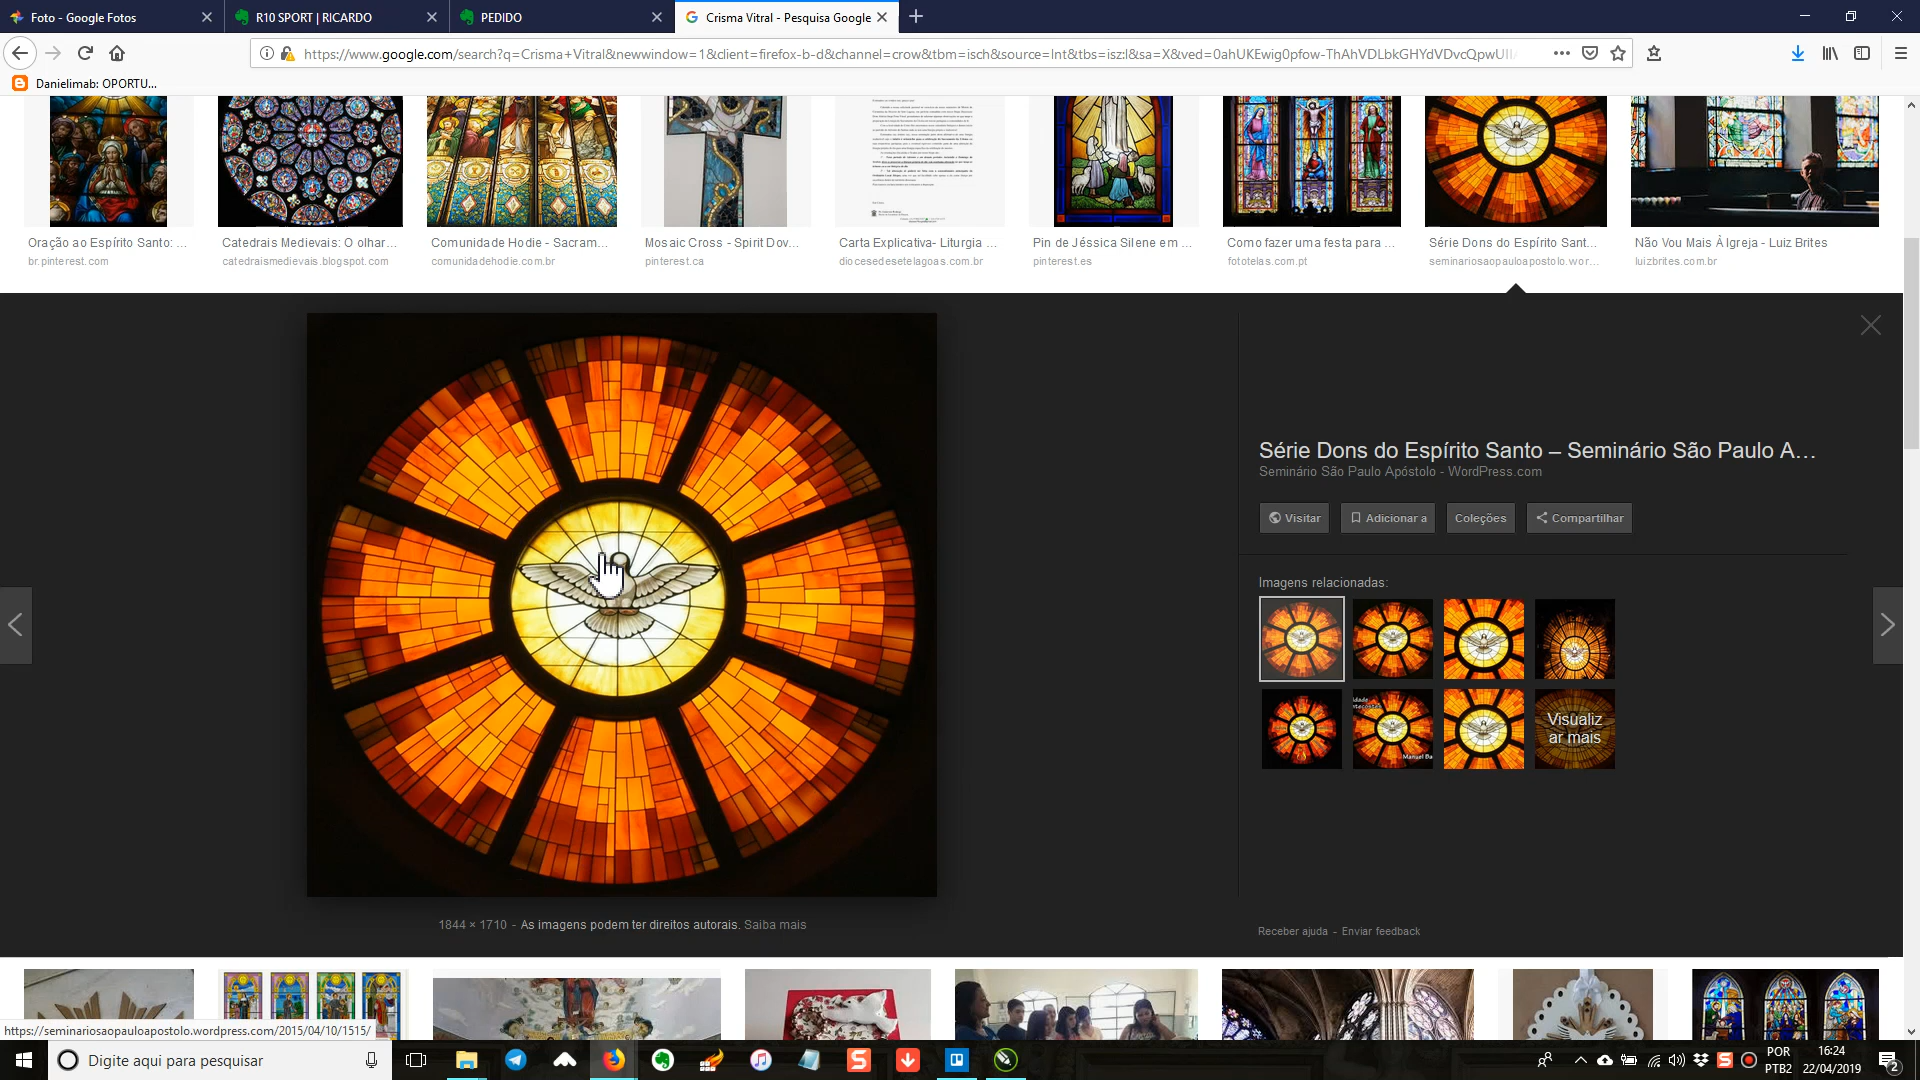 Foto - Google Fotos
R10 SPORT | RICARDO
PEDIDO
Crisma Vitral - Pesquisa Google
https://www.google.com/search?q=Crisma+Vitral&newwindow=1&client=firefox-b-d&channel=crow&tbm=isch&source=lnt&tbs=isz:l&sa=X&ved=0ahUKEwig0pfow-ThAhVDLbkGHYdVDvcQpwUIIA
Danielimab: OPORTU...
Oração ao Espírito Santo: ...
br.pinterest.com
Catedrais Medievais: O olhar...
catedraismedievais.blogspot.com
Comunidade Hodie - Sacram...
comunidadehodie.com.br
Mosaic Cross - Spirit Dov...
pinterest.ca
Carta Explicativa- Liturgia ...
diocesedesetelagoas.com.br
Pin de Jéssica Silene em ...
pinterest.es
Como fazer uma festa para ...
fototelas.com.pt
Série Dons do Espírito Sant...
seminariosaopauloapostolo.wor...
Não Vou Mais À Igreja - Luiz Brites
luizbrites.com.br
Série Dons do Espírito Santo – Seminário São Paulo A...
Seminário São Paulo Apóstolo - WordPress.com
Visitar
Adicionar a
Coleções
Compartilhar
Imagens relacionadas:
Manuel Da
Visualiz
ar mais
1844 × 1710 - As imagens podem ter direitos autorais. Saiba mais
Receber ajuda - Enviar feedback
https://seminariosaopauloapostolo.wordpress.com/2015/04/10/1515/
Digite aqui para pesquisar
POR
PTB2
16:24
22/04/2019
2